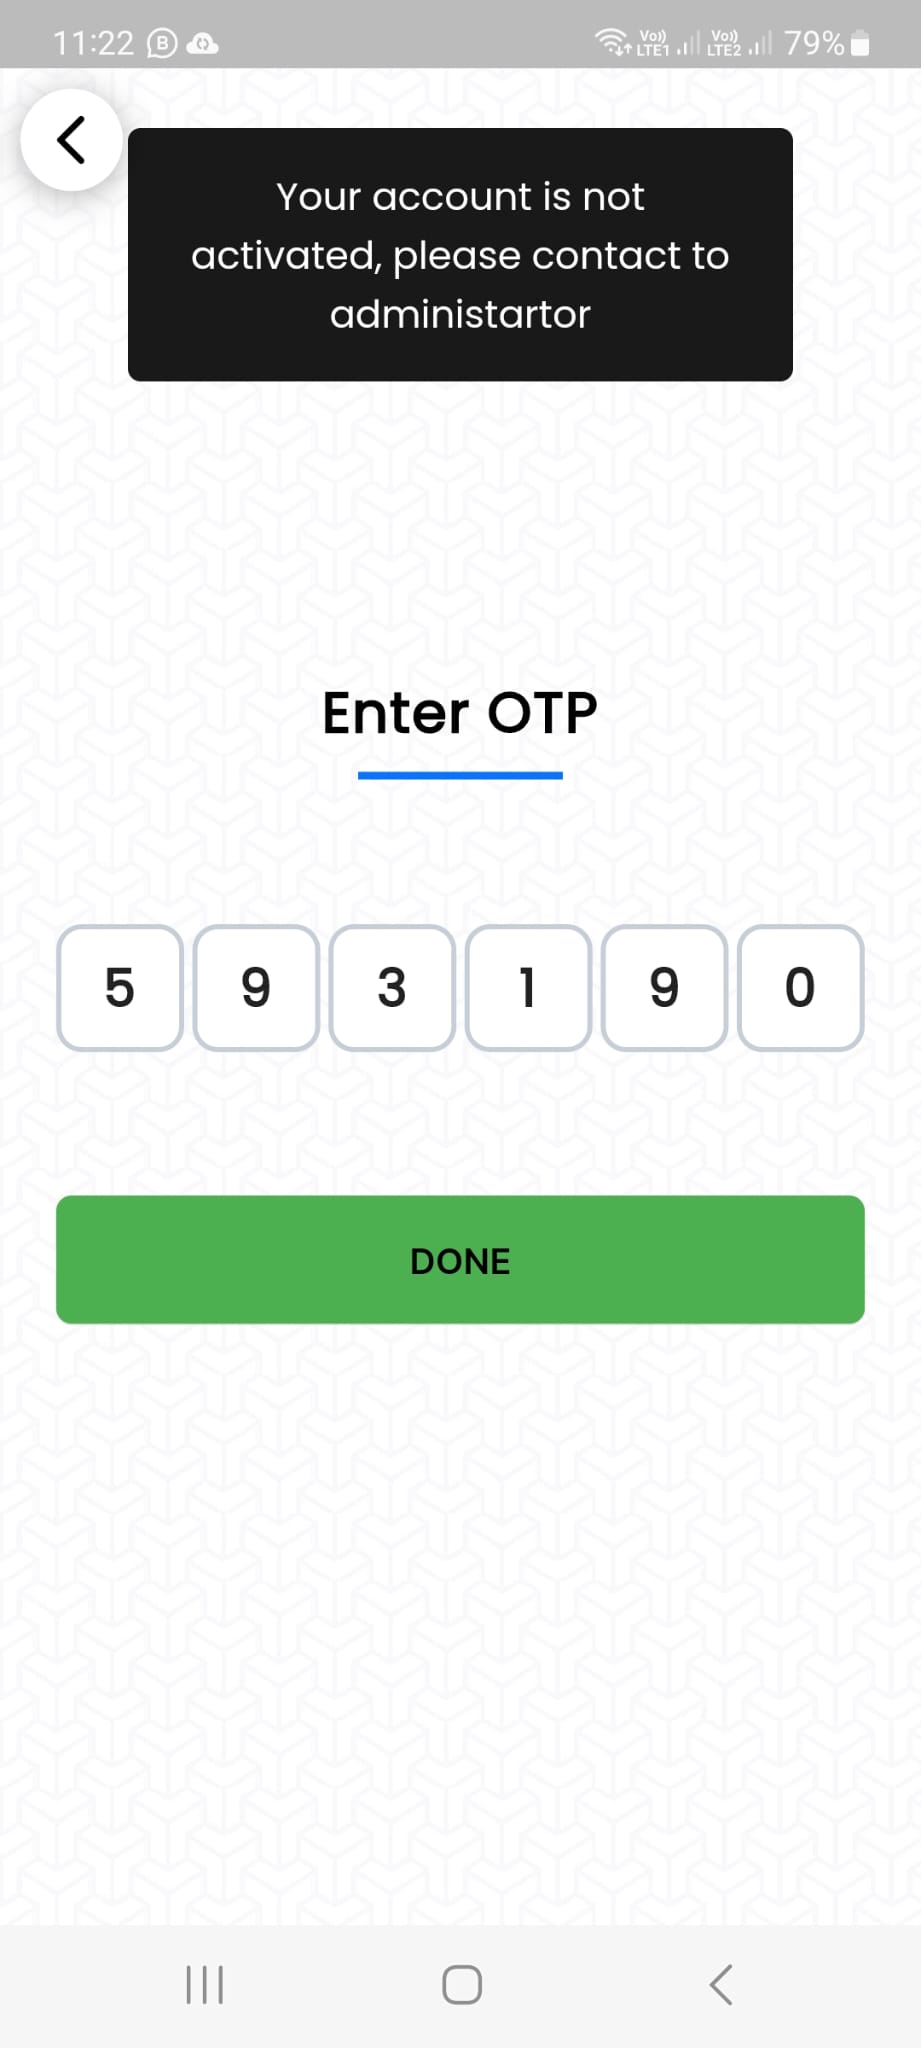 11:22 B Vo)) LTE1 Vo)) LTE2 79%
Your account is not
activated, please contact to
administartor
Enter OTP
5 9 3 1 9 0
DONE